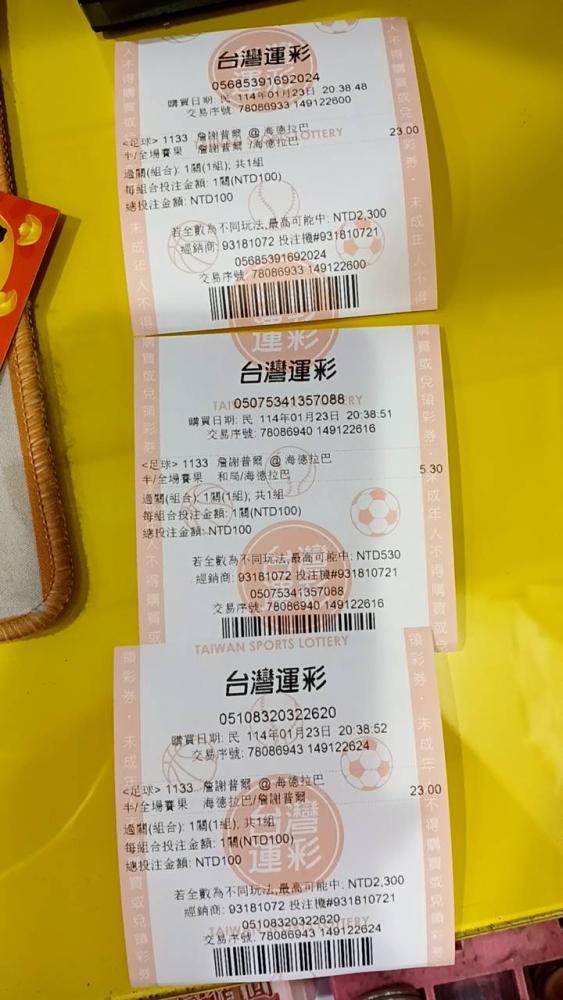 台灣運彩
05685391692024
購買日期: 民 114年01月23日 20:38:48
交易序號: 78086933 149122600
<足球> 1133 詹謝普爾 @ 海德拉巴 23.00
半/全場賽果 詹謝普爾 /海德拉巴
過關(組合): 1關(1組), 共1組
每組合投注金額: 1關(NTD100)
總投注金額: NTD100
若全數為不同玩法,最高可能中: NTD2,300
經銷商: 93181072 投注機#931810721
05685391692024
交易序號: 78086933 149122600
台灣運彩
05075341357088
購買日期: 民 114年01月23日 20:38:51
交易序號: 78086940 149122616
<足球> 1133 詹謝普爾 @ 海德拉巴 5.30
半/全場賽果 和局/海德拉巴
過關(組合): 1關(1組), 共1組
每組合投注金額: 1關(NTD100)
總投注金額: NTD100
若全數為不同玩法,最高可能中: NTD530
經銷商: 93181072 投注機#931810721
05075341357088
交易序號: 78086940 149122616
TAIWAN SPORTS LOTTERY
台灣運彩
05108320322620
購買日期: 民 114年01月23日 20:38:52
交易序號: 78086943 149122624
<足球> 1133 詹謝普爾 @ 海德拉巴 23.00
半/全場賽果 海德拉巴/詹謝普爾
過關(組合): 1關(1組), 共1組
每組合投注金額: 1關(NTD100)
總投注金額: NTD100
若全數為不同玩法,最高可能中: NTD2,300
經銷商: 93181072 投注機#931810721
05108320322620
交易序號: 78086943 149122624